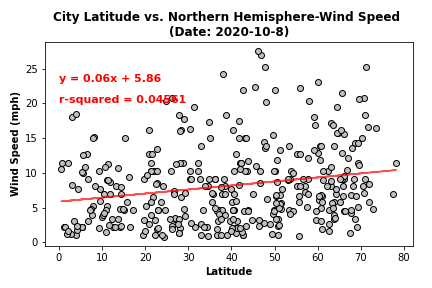 City Latitude vs. Northern Hemisphere-Wind Speed
(Date: 2020-10-8)
Wind Speed (mph)
25
20
15
10
5
0
y = 0.06x + 5.86
r-squared = 0.04561
0 10 20 30 40 50 60 70 80
Latitude